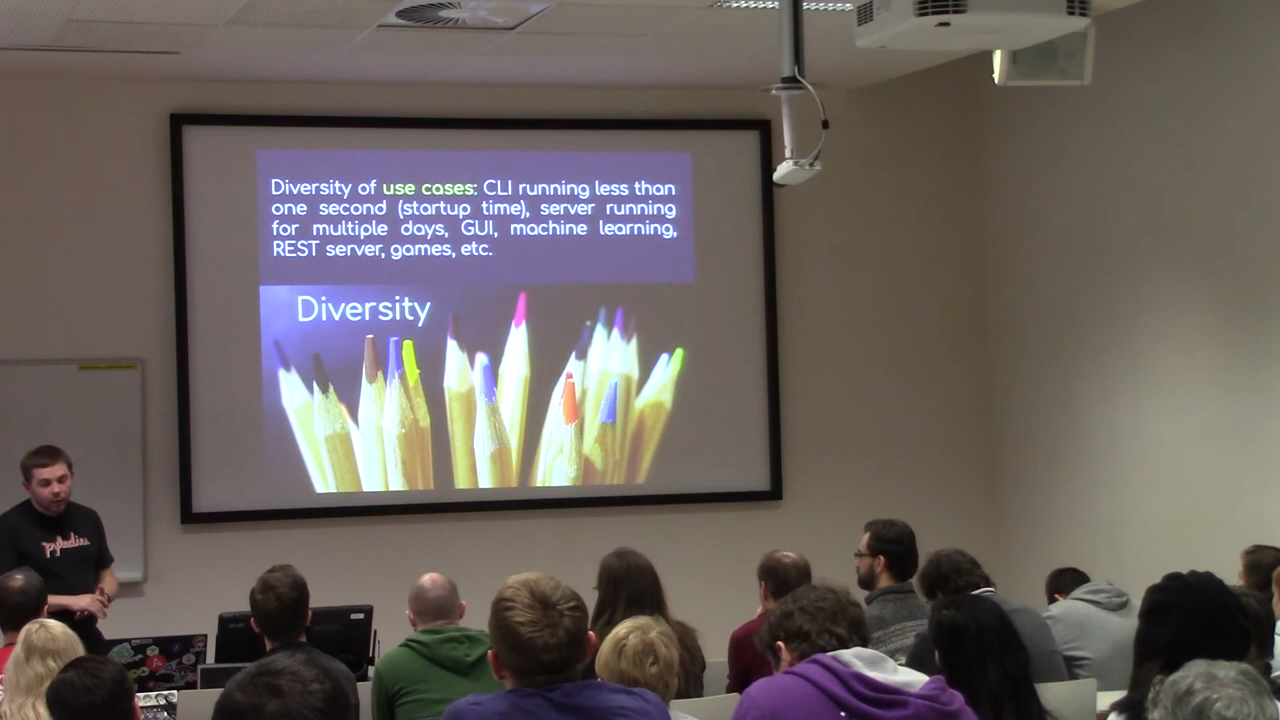 Diversity of use cases: CLI running less than
one second (startup time), server running
for multiple days, GUI, machine learning,
REST server, games, etc.
Diversity
pyladies